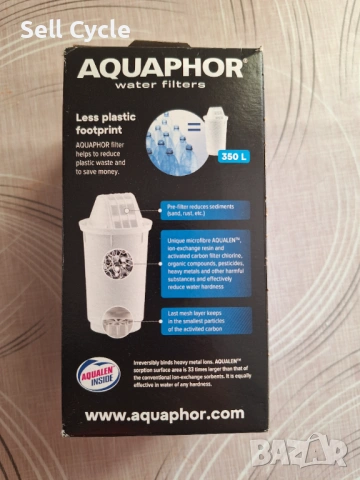 Sell Cycle
AQUAPHOR®
water filters
Less plastic
footprint
AQUAPHOR filter
helps to reduce
plastic waste and
to save money.
350 L
Pre-filter reduces sediments
(sand, rust, etc.)
Unique microfibre AQUALEN™,
ion-exchange resin and
activated carbon filter chlorine,
organic compounds, pesticides,
heavy metals and other harmful
substances and effectively
reduce water hardness
Last mesh layer keeps
in the smallest particles
of the activated carbon
AQUALEN
INSIDE
Irreversibly binds heavy metal ions. AQUALEN™
sorption surface area is 33 times larger than that of
the conventional ion-exchange sorbents. It is equally
effective in water of any hardness.
www.aquaphor.com
BAZAR